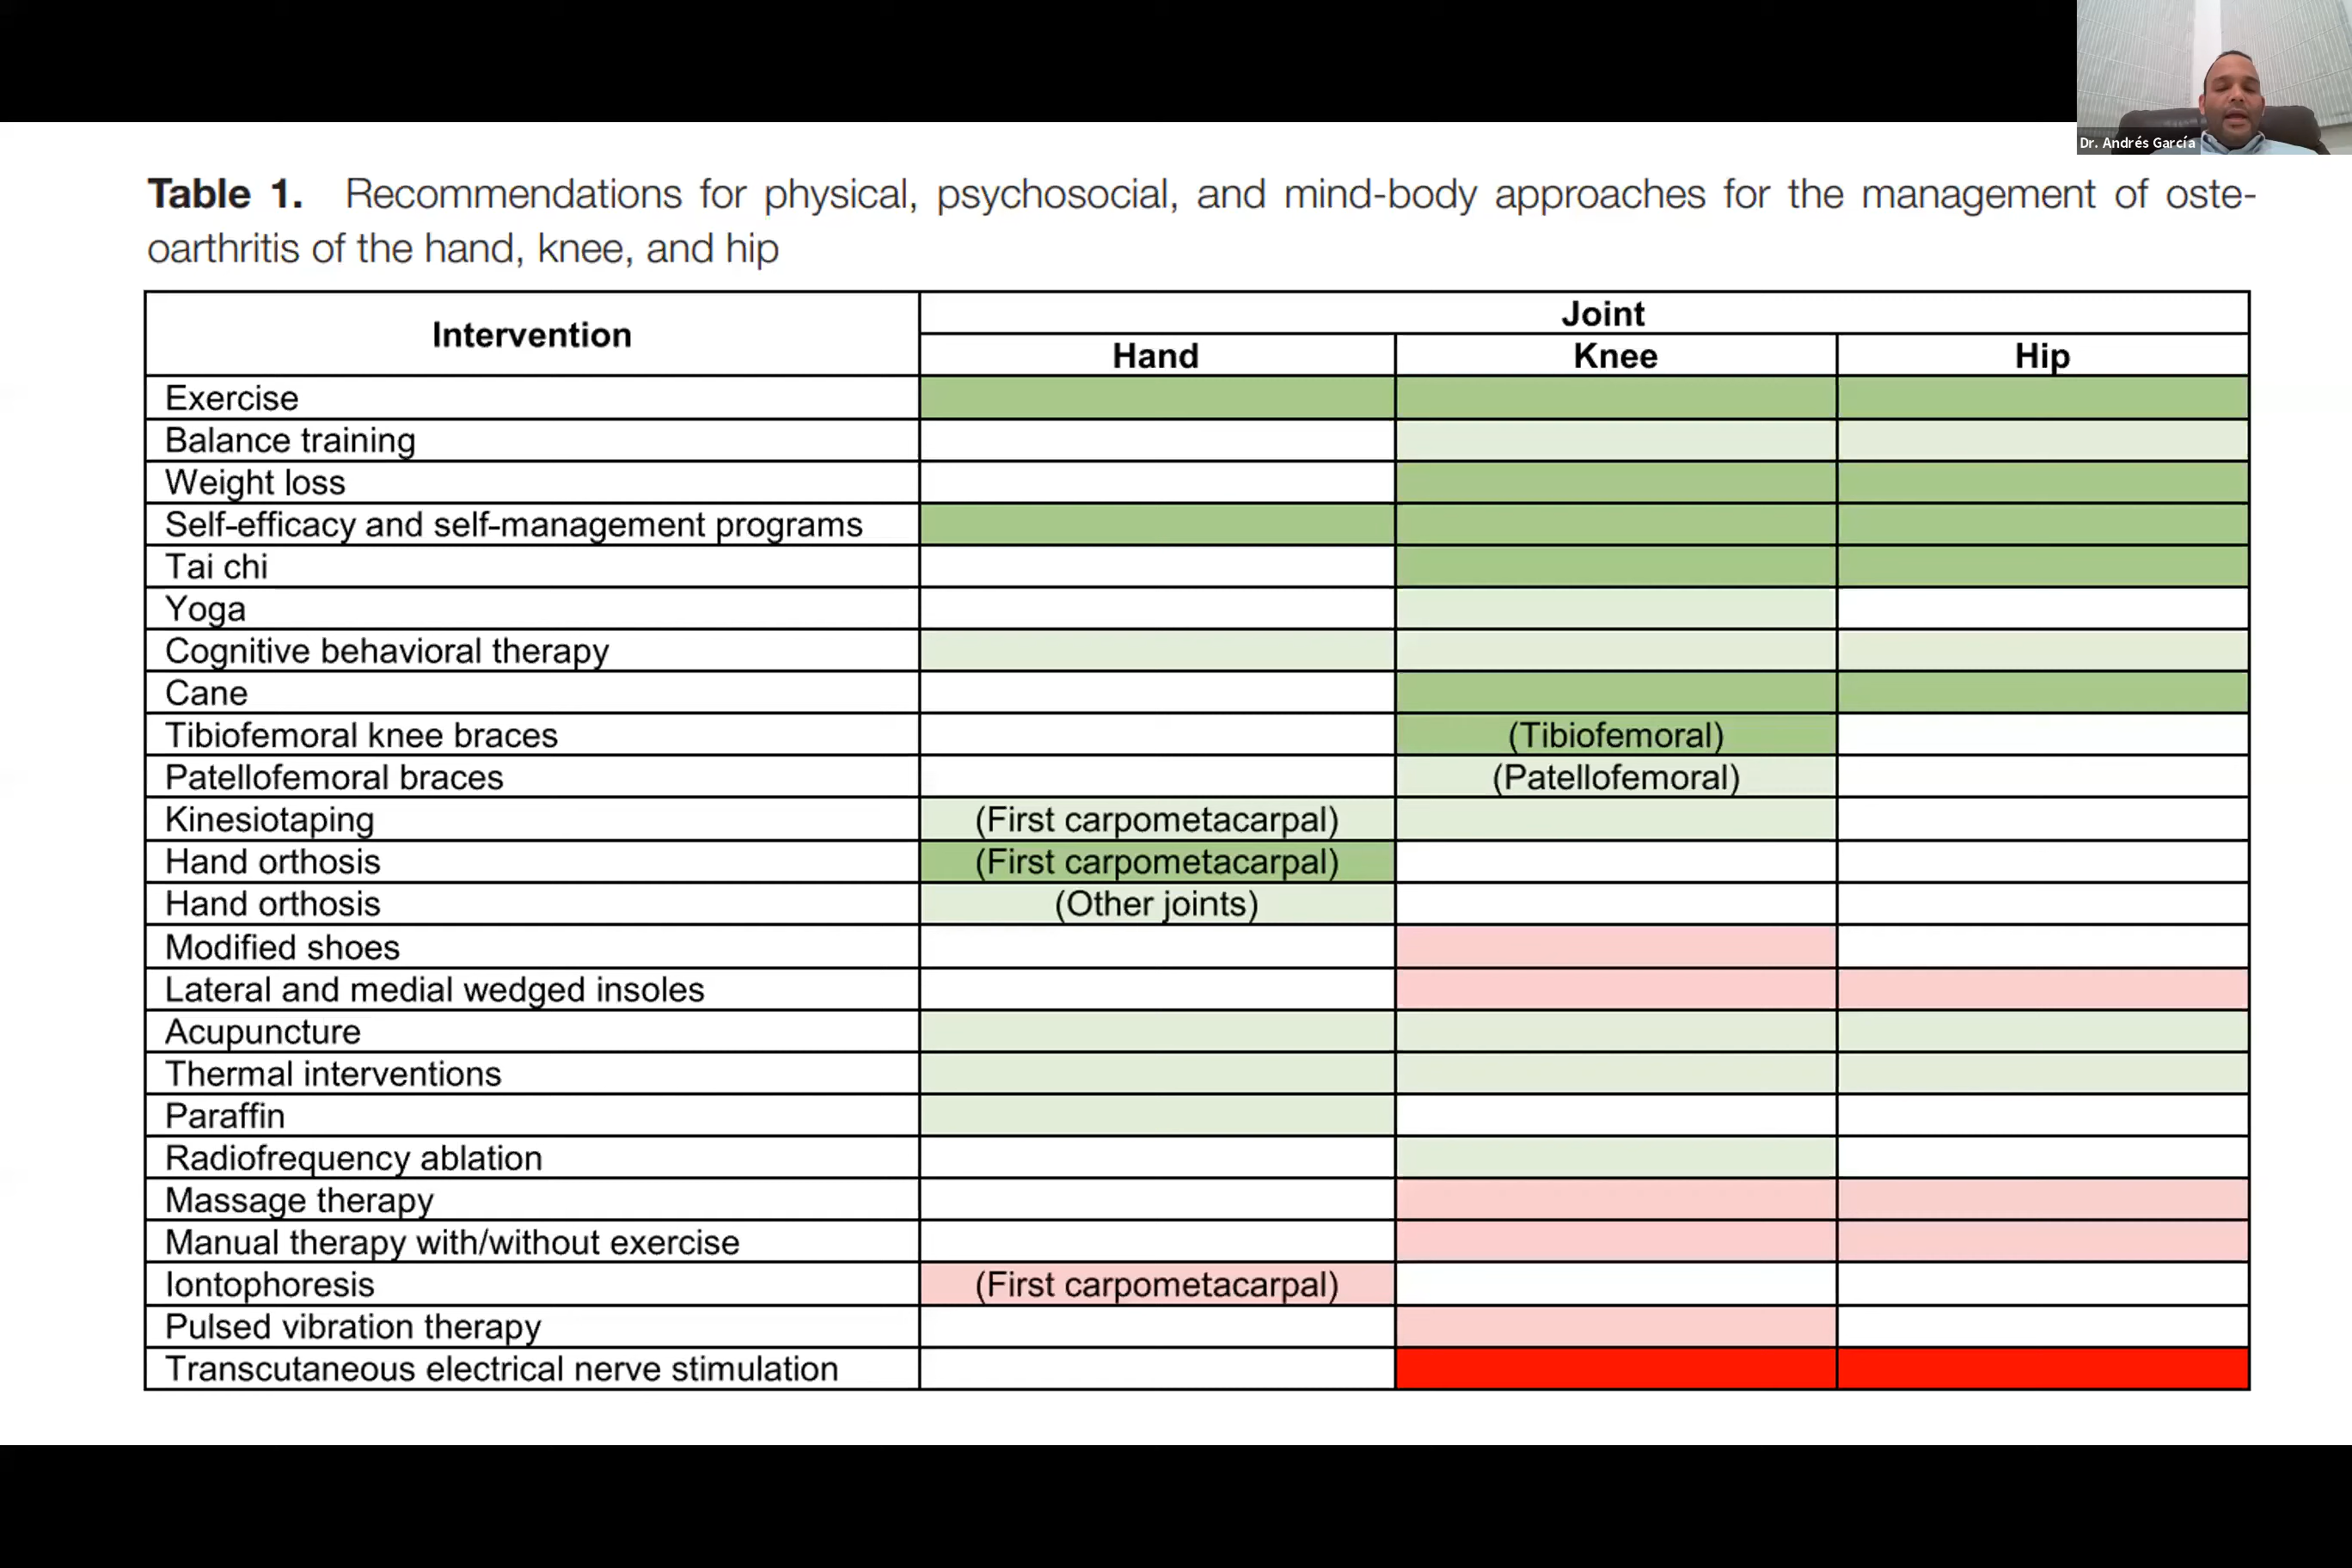 Dr. Andrés García
Table 1. Recommendations for physical, psychosocial, and mind-body approaches for the management of oste-
oarthritis of the hand, knee, and hip
Intervention
Joint
Hand Knee Hip
Exercise
Balance training
Weight loss
Self-efficacy and self-management programs
Tai chi
Yoga
Cognitive behavioral therapy
Cane
Tibiofemoral knee braces (Tibiofemoral)
Patellofemoral braces (Patellofemoral)
Kinesiotaping (First carpometacarpal)
Hand orthosis (First carpometacarpal)
Hand orthosis (Other joints)
Modified shoes
Lateral and medial wedged insoles
Acupuncture
Thermal interventions
Paraffin
Radiofrequency ablation
Massage therapy
Manual therapy with/without exercise
Iontophoresis (First carpometacarpal)
Pulsed vibration therapy
Transcutaneous electrical nerve stimulation